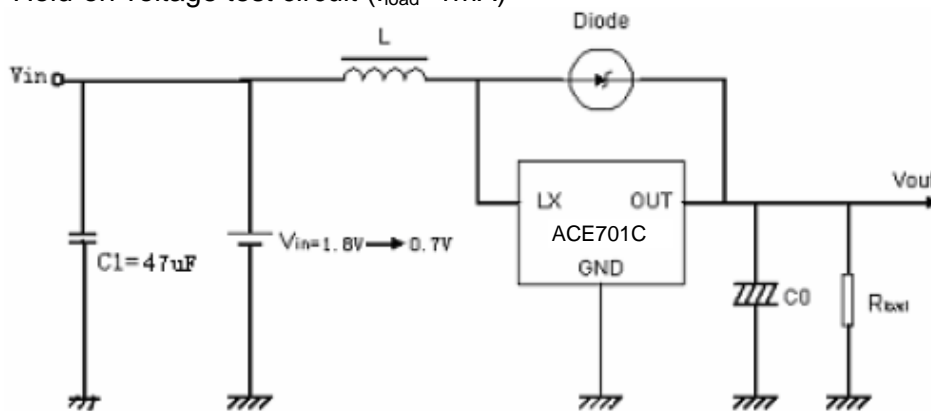 Hold-on voltage test circuit (Iload=1mA)
Diode
L
Vin
LX OUT
Vout
ACE701C
Vin=1.8V→0.7V
C1=47uF
GND
C0
Rload